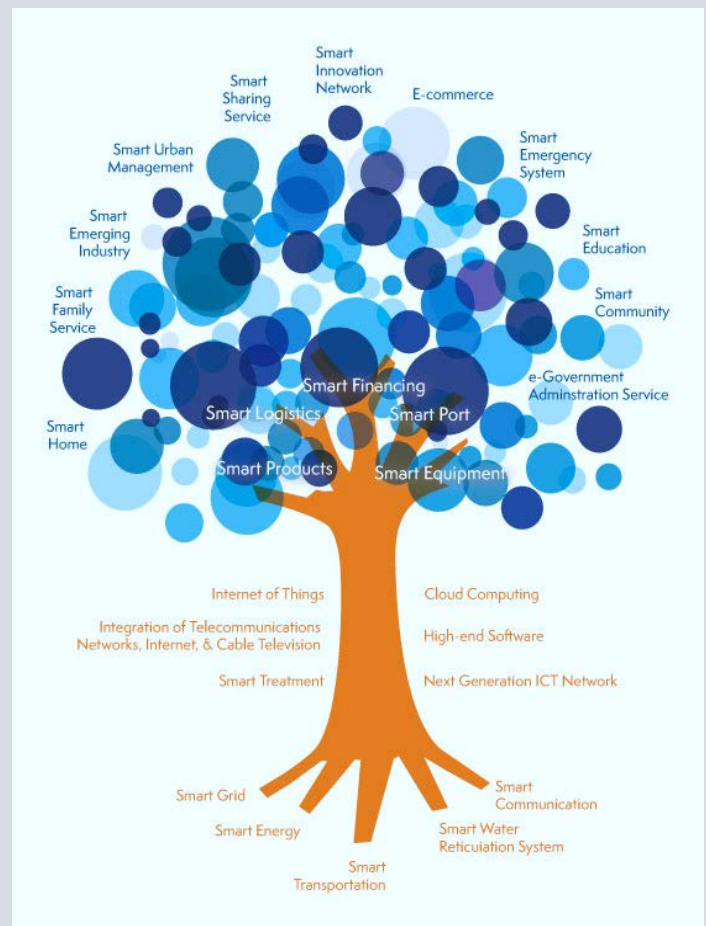 Smart
Innovation
Network
E-commerce
Smart
Sharing
Service
Smart
Emergency
System
Smart Urban
Management
Smart
Emerging
Industry
Smart
Education
Smart
Family
Service
Smart
Community
Smart Financing
e-Government
Adminstration Service
Smart Logistics
Smart Port
Smart
Home
Smart Products
Smart Equipment
Internet of Things
Cloud Computing
Integration of Telecommunications
Networks, Internet, & Cable Television
High-end Software
Smart Treatment
Next Generation ICT Network
Smart Grid
Smart
Communication
Smart Energy
Smart Water
Reticuiation System
Smart
Transportation